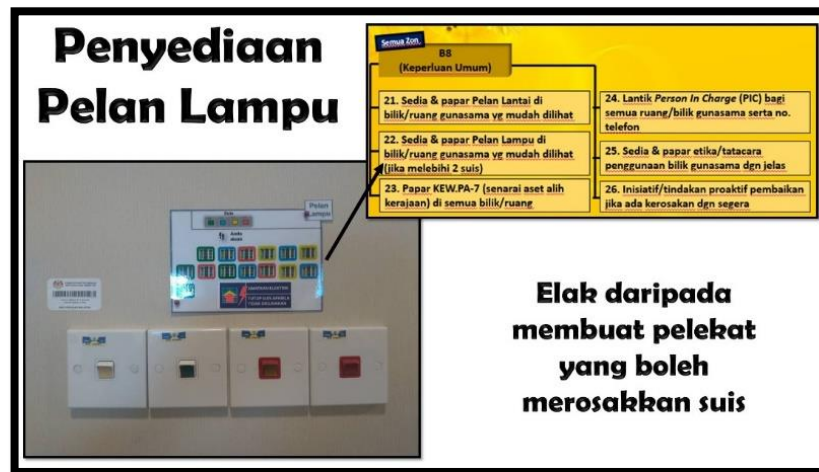 Penyediaan
Pelan Lampu
Semua Zon
B8
(Keperluan Umum)
21. Sedia & papar Pelan Lantai di
bilik/ruang gunasama yg mudah dilihat
22. Sedia & papar Pelan Lampu di
bilik/ruang gunasama yg mudah dilihat
(jika melebihi 2 suis)
23. Papar KEW.PA-7 (senarai aset alih
kerajaan) di semua bilik/ruang
24. Lantik Person In Charge (PIC) bagi
semua ruang/bilik gunasama serta no.
telefon
25. Sedia & papar etika/tatacara
penggunaan bilik gunasama dgn jelas
26. Inisiatif/tindakan proaktif pembaikan
jika ada kerosakan dgn segera
Pelan
Lampu
Anda
disini
Elak daripada
membuat pelekat
yang boleh
merosakkan suis